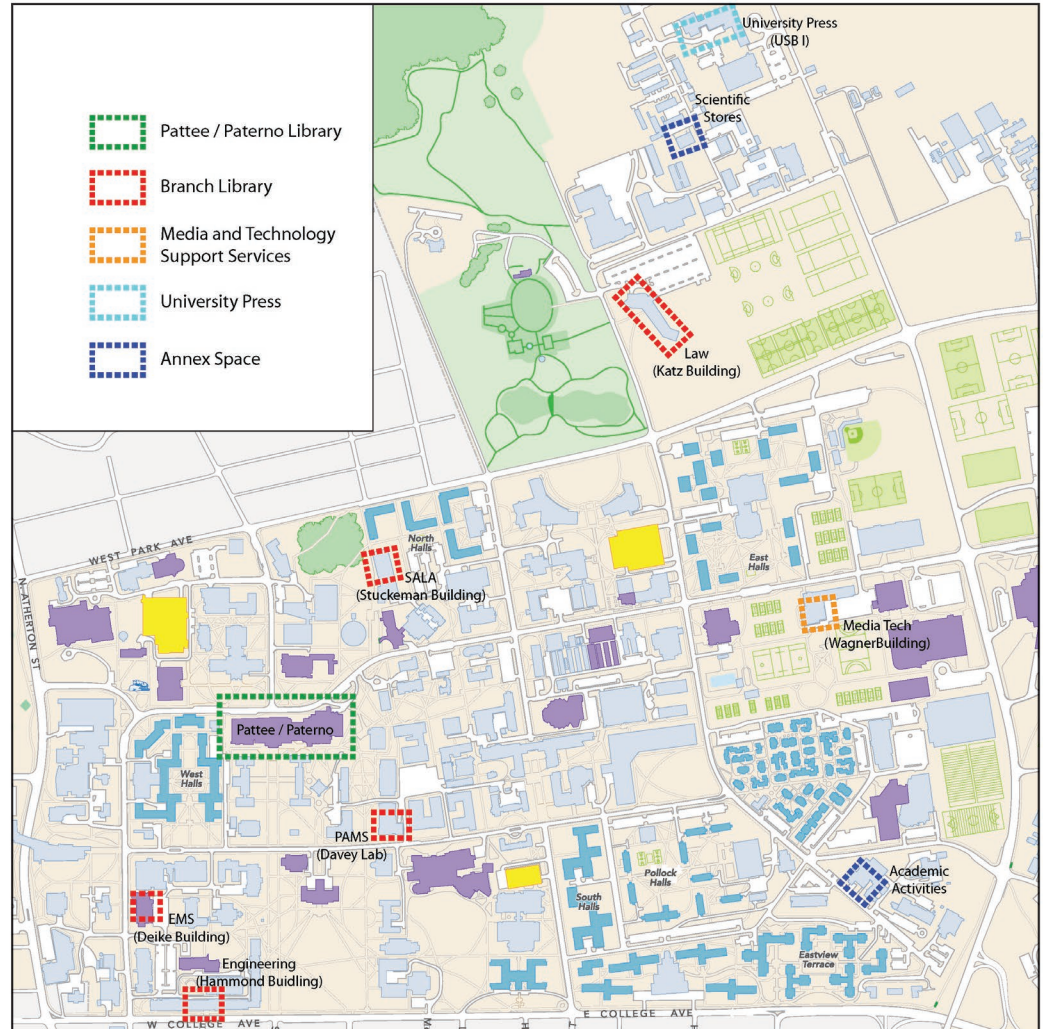 Pattee / Paterno Library
Branch Library
Media and Technology
Support Services
University Press
Annex Space
University Press
(USB I)
Scientific
Stores
Law
(Katz Building)
WEST PARK AVE
N ATHERTON ST
North
Halls
SALA
(Stuckeman Building)
East
Halls
Media Tech
(WagnerBuilding)
Pattee / Paterno
West
Halls
PAMS
(Davey Lab)
Pollock
Halls
South
Halls
Academic
Activities
EMS
(Deike Building)
Engineering
(Hammond Buidling)
Eastview
Terrace
W COLLEGE AVE
E COLLEGE AVE